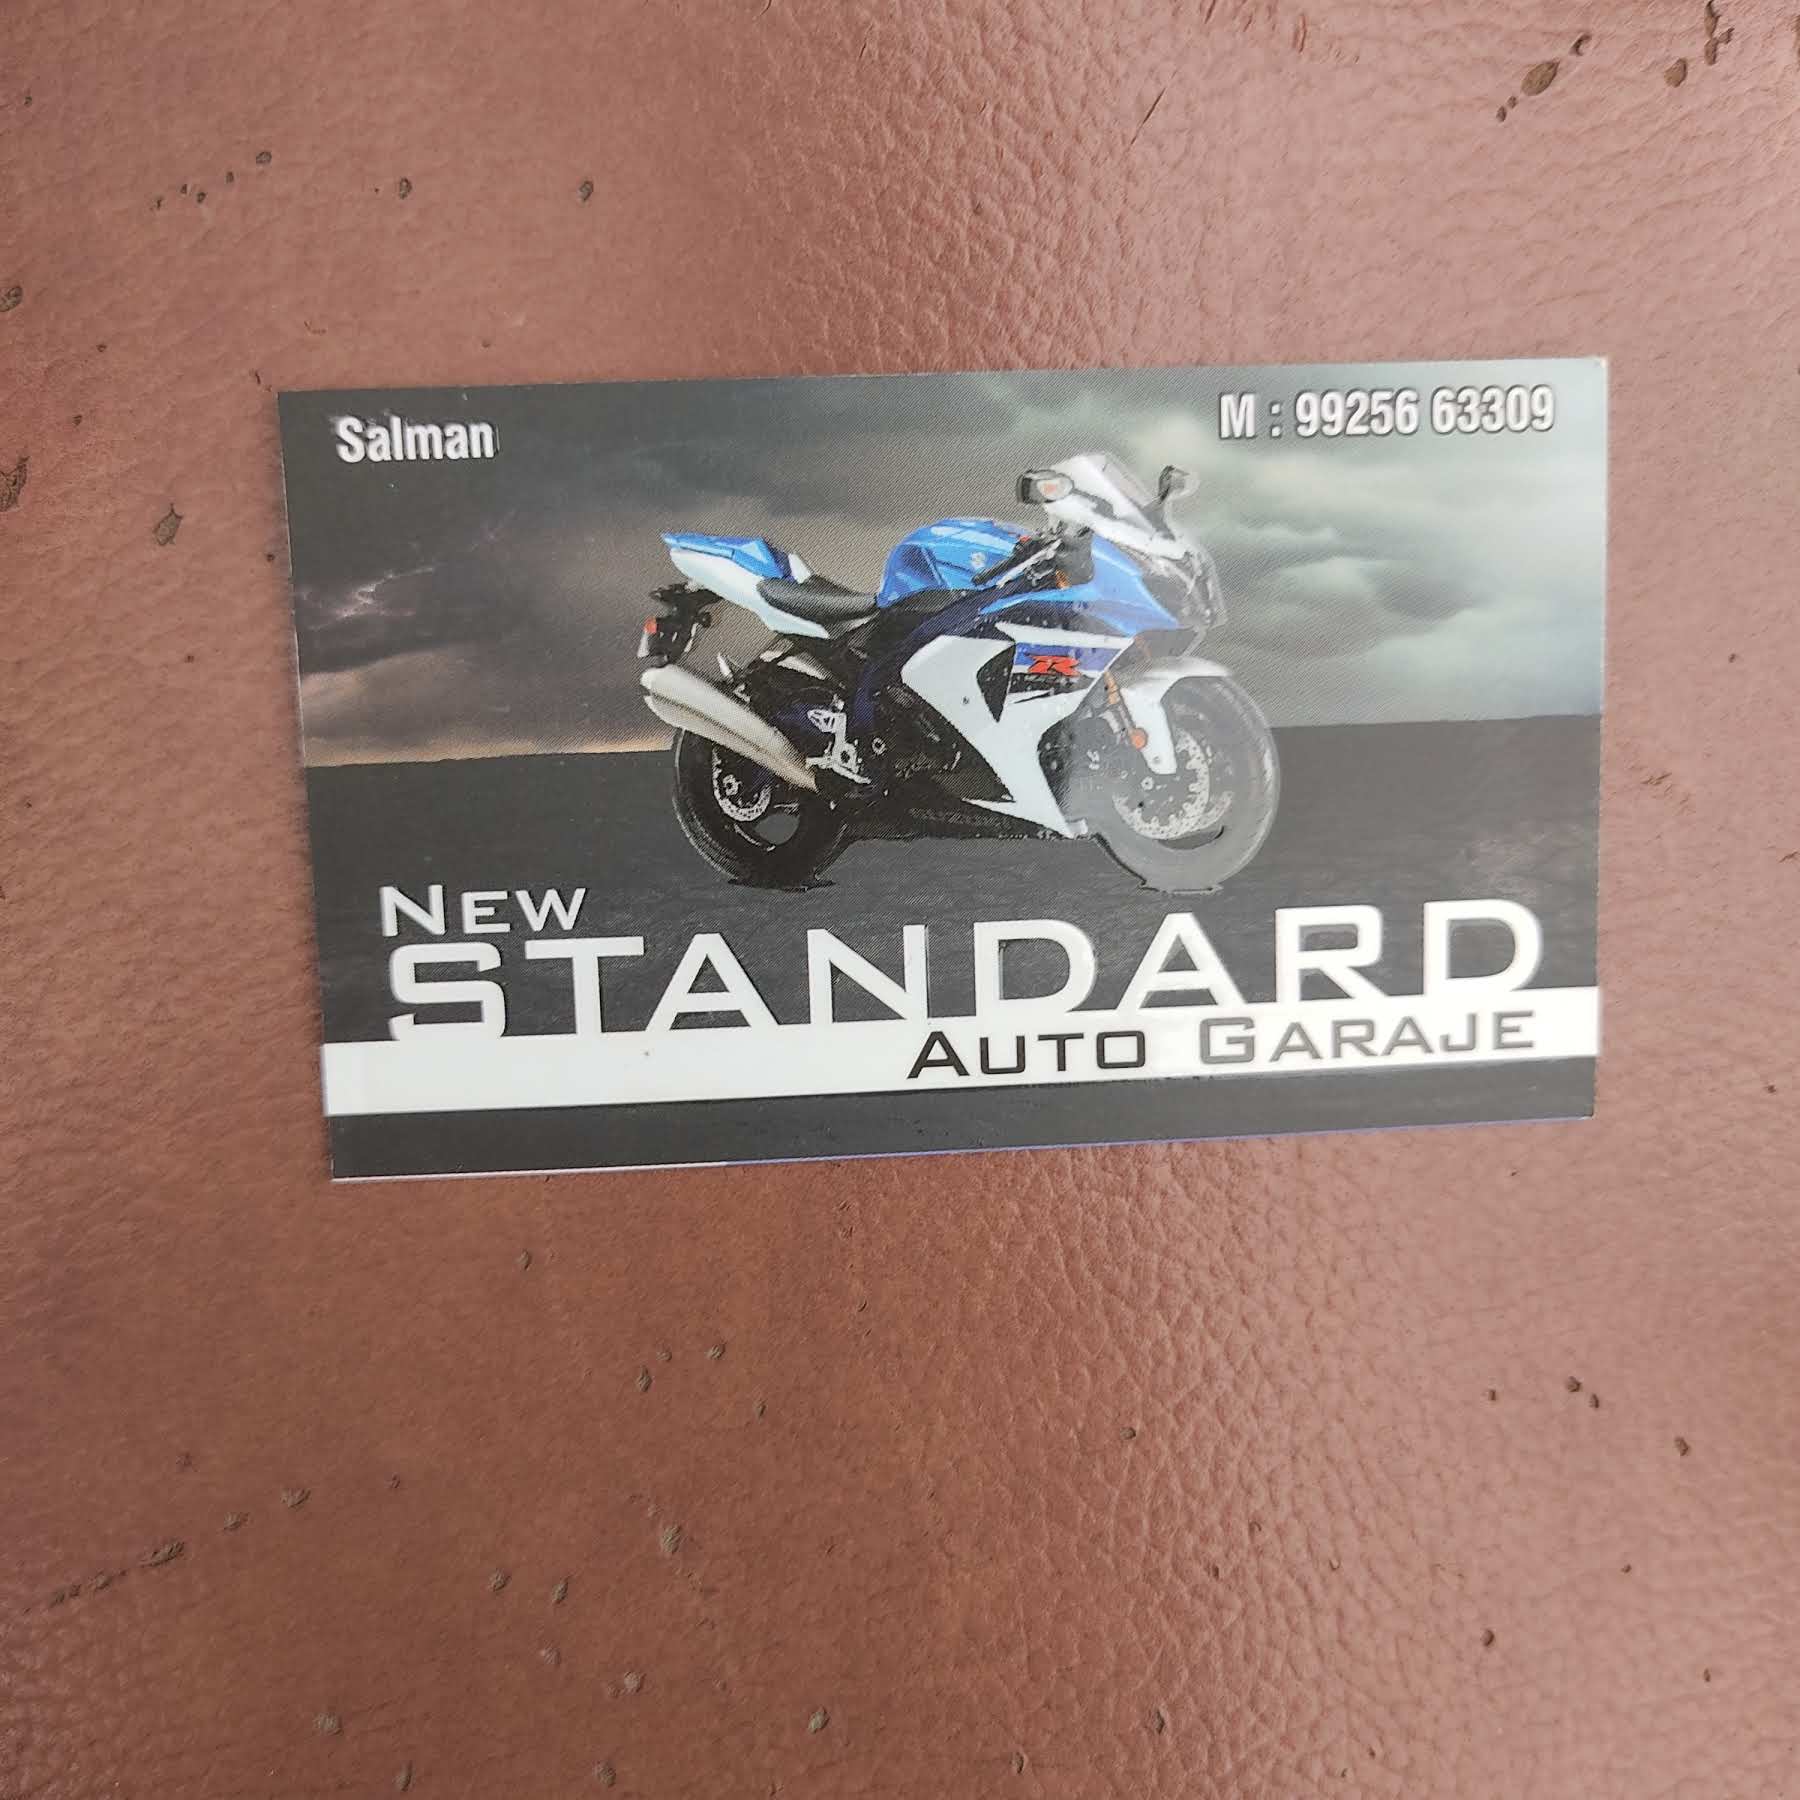 Salman
M : 99256 63309
R
NEW
STANDARD
AUTO GARAJE